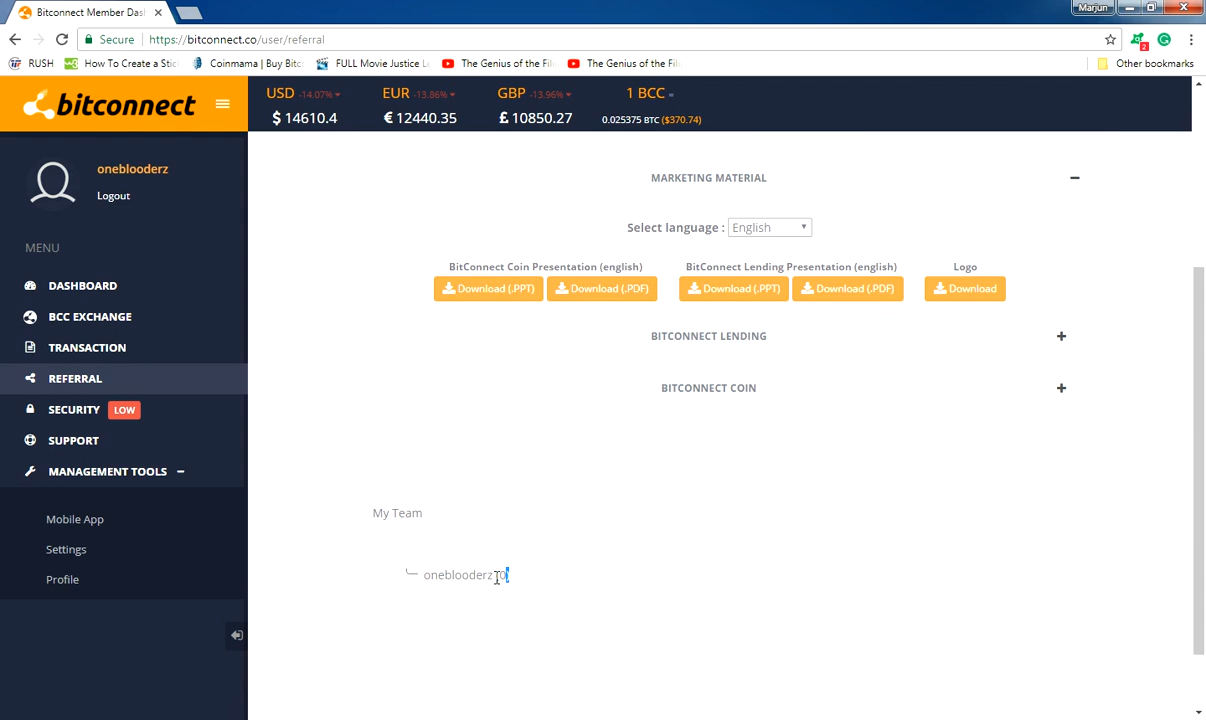 Bitconnect Member Das
Marjun
Secure https://bitconnect.co/user/referral
2
RUSH How To Create a Stic Coinmama | Buy Bitc FULL Movie Justice L The Genius of the Fil The Genius of the Fil Other bookmarks
bitconnect
USD -14.07% EUR -13.86% GBP -13.96% 1 BCC =
$ 14610.4 € 12440.35 £ 10850.27 0.025375 BTC ($370.74)
oneblooderz
Logout
MENU
DASHBOARD
BCC EXCHANGE
TRANSACTION
REFERRAL
SECURITY LOW
SUPPORT
MANAGEMENT TOOLS
Mobile App
Settings
Profile
MARKETING MATERIAL
Select language : English
BitConnect Coin Presentation (english) BitConnect Lending Presentation (english) Logo
Download (.PPT) Download (.PDF) Download (.PPT) Download (.PDF) Download
BITCONNECT LENDING
BITCONNECT COIN
My Team
oneblooderz (0)